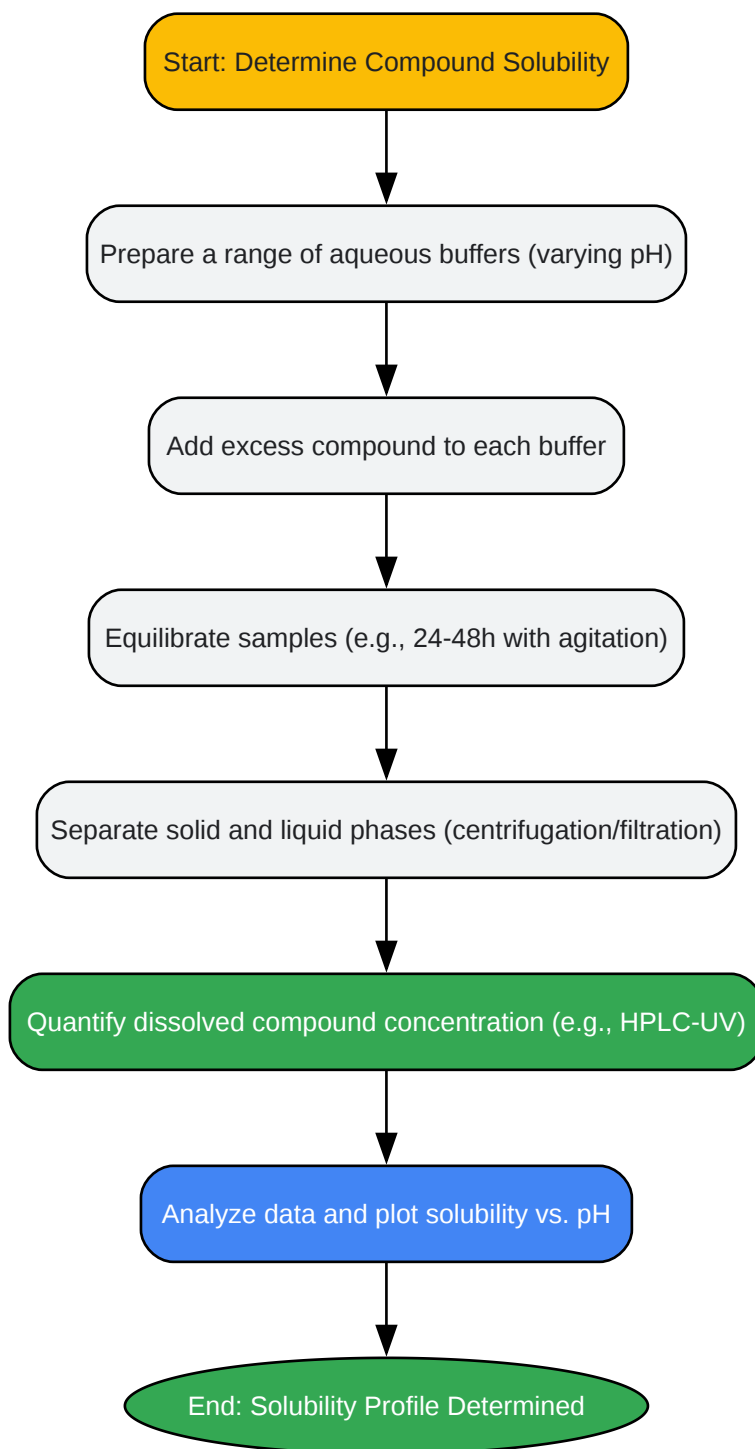 Start: Determine Compound Solubility
Prepare a range of aqueous buffers (varying pH)
Add excess compound to each buffer
Equilibrate samples (e.g., 24-48h with agitation)
Separate solid and liquid phases (centrifugation/filtration)
Quantify dissolved compound concentration (e.g., HPLC-UV)
Analyze data and plot solubility vs. pH
End: Solubility Profile Determined